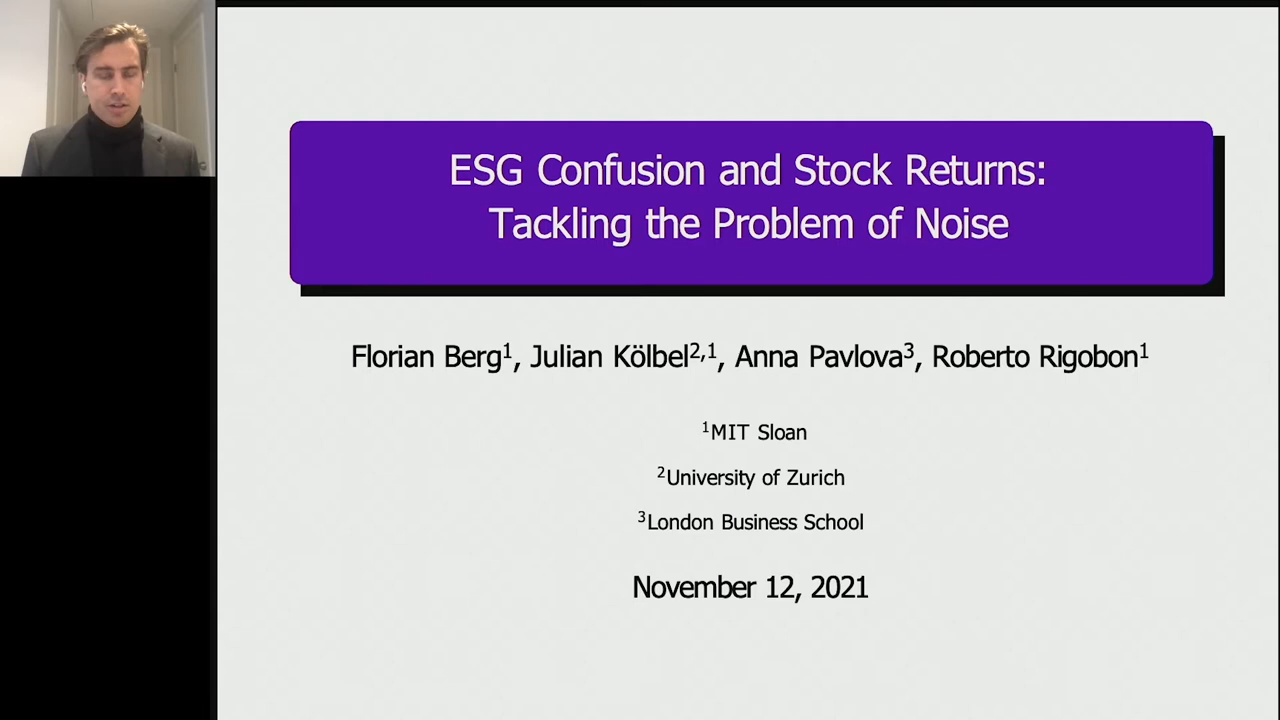 ESG Confusion and Stock Returns:
Tackling the Problem of Noise
Florian Berg¹, Julian Kölbel²,¹, Anna Pavlova³, Roberto Rigobon¹
¹MIT Sloan
²University of Zurich
³London Business School
November 12, 2021